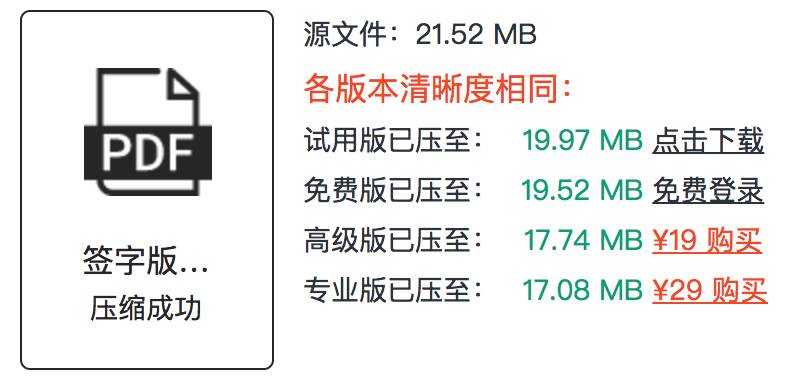 PDF
签字版...
压缩成功
源文件：21.52 MB
各版本清晰度相同：
试用版已压至： 19.97 MB 点击下载
免费版已压至： 19.52 MB 免费登录
高级版已压至： 17.74 MB ¥19 购买
专业版已压至： 17.08 MB ¥29 购买